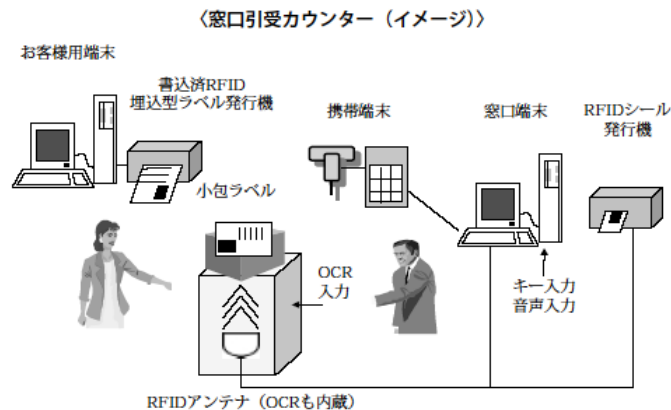 〈窓口引受カウンター（イメージ）〉
お客様用端末
書込済RFID
埋込型ラベル発行機
携帯端末
窓口端末
RFIDシール
発行機
小包ラベル
OCR
入力
キー入力
音声入力
RFIDアンテナ（OCRも内蔵）